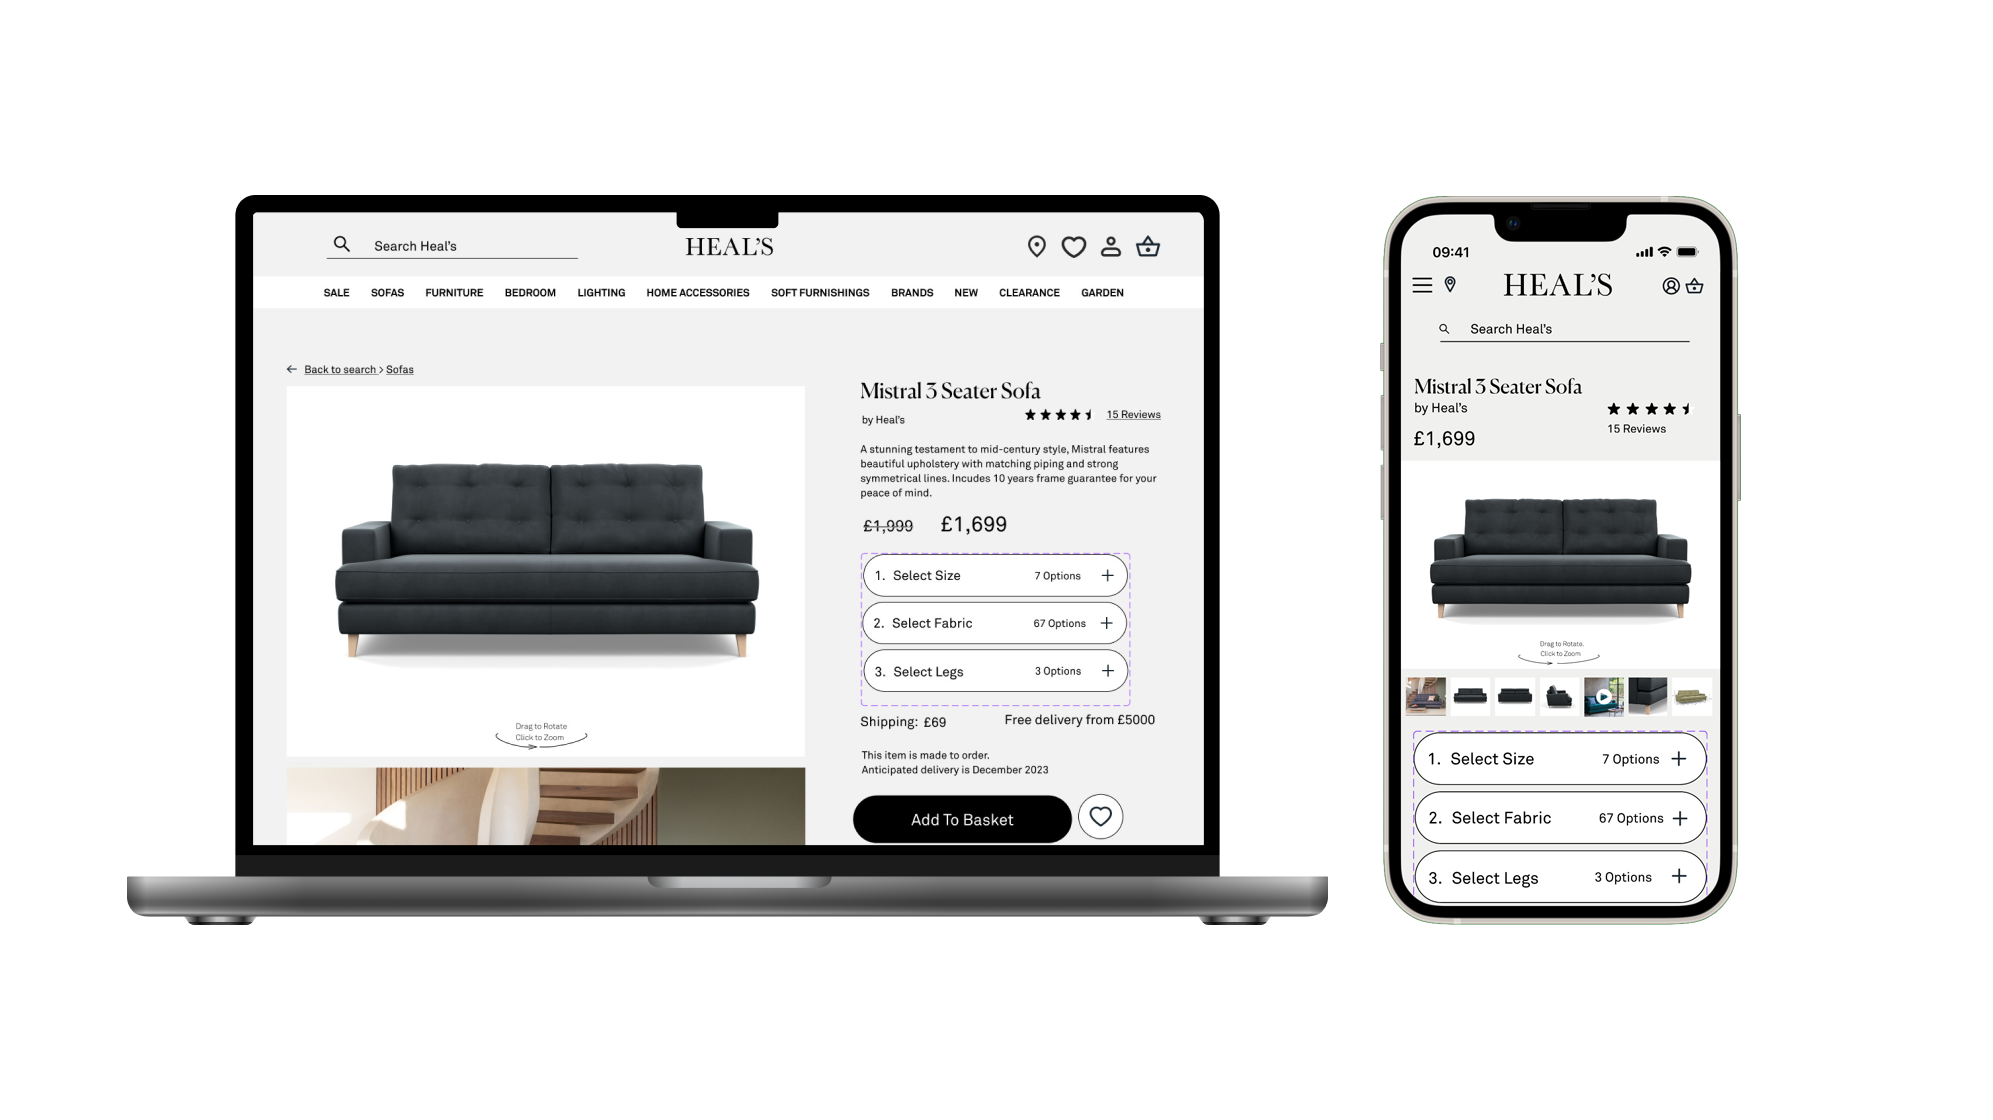 Search Heal's
HEAL'S
SALE SOFAS FURNITURE BEDROOM LIGHTING HOME ACCESSORIES SOFT FURNISHINGS BRANDS NEW CLEARANCE GARDEN
Back to search > Sofas
Drag to Rotate
Click to Zoom
Mistral 3 Seater Sofa
by Heal's
15 Reviews
A stunning testament to mid-century style, Mistral features
beautiful upholstery with matching piping and strong
symmetrical lines. Incudes 10 years frame guarantee for your
peace of mind.
£1,999 £1,699
1. Select Size 7 Options
2. Select Fabric 67 Options
3. Select Legs 3 Options
Shipping: £69 Free delivery from £5000
This item is made to order.
Anticipated delivery is December 2023
Add To Basket
09:41
HEAL'S
Search Heal's
Mistral 3 Seater Sofa
by Heal's
£1,699
15 Reviews
Drag to Rotate.
Click to Zoom
1. Select Size 7 Options
2. Select Fabric 67 Options
3. Select Legs 3 Options